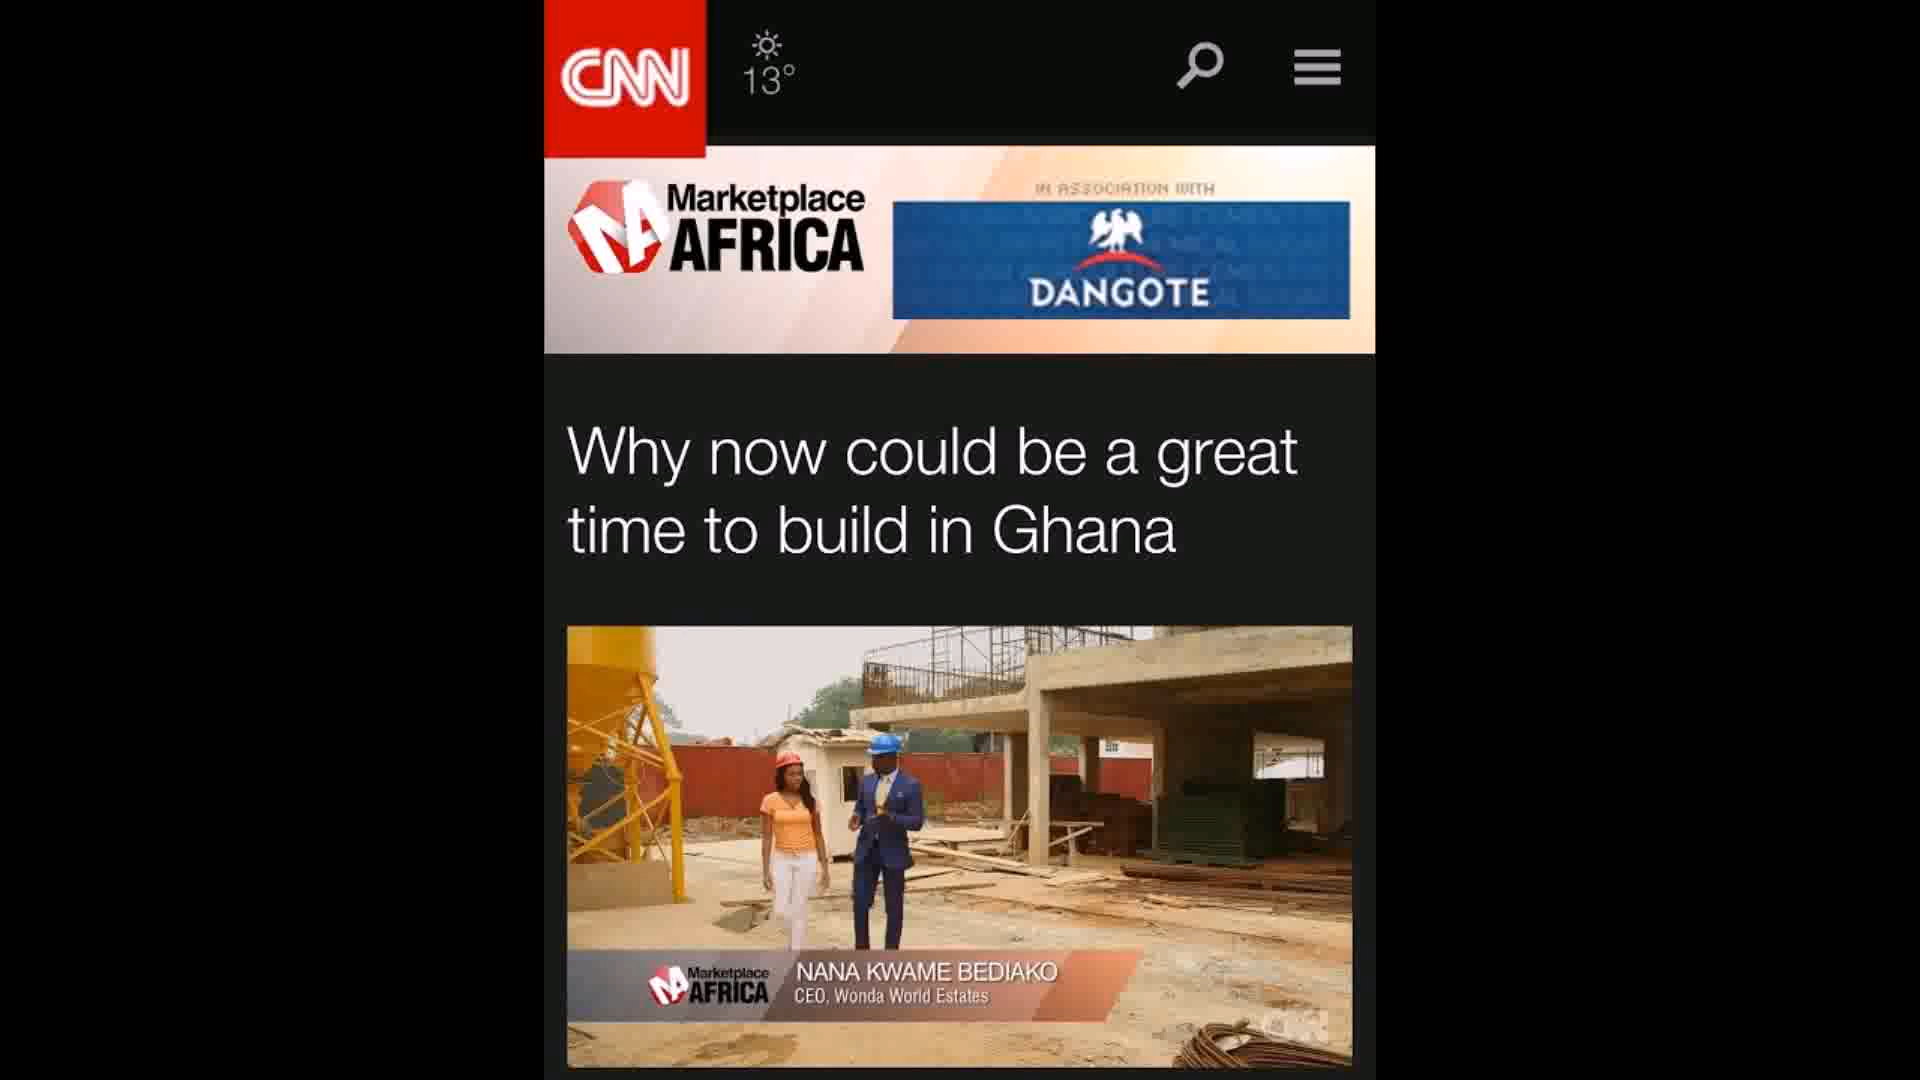 CNN
13°
Marketplace
AFRICA
IN ASSOCIATION WITH
DANGOTE
Why now could be a great
time to build in Ghana
Marketplace
AFRICA
NANA KWAME BEDIAKO
CEO, Wonda World Estates
CNN